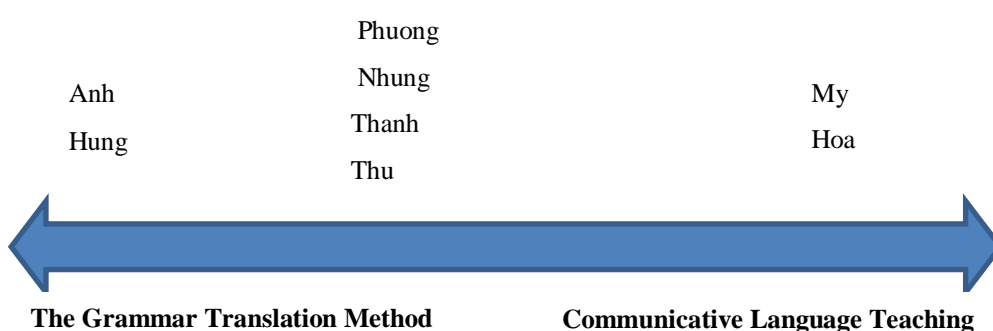 Phuong
Nhung
Thanh
Thu
Anh
Hung
My
Hoa
The Grammar Translation Method
Communicative Language Teaching